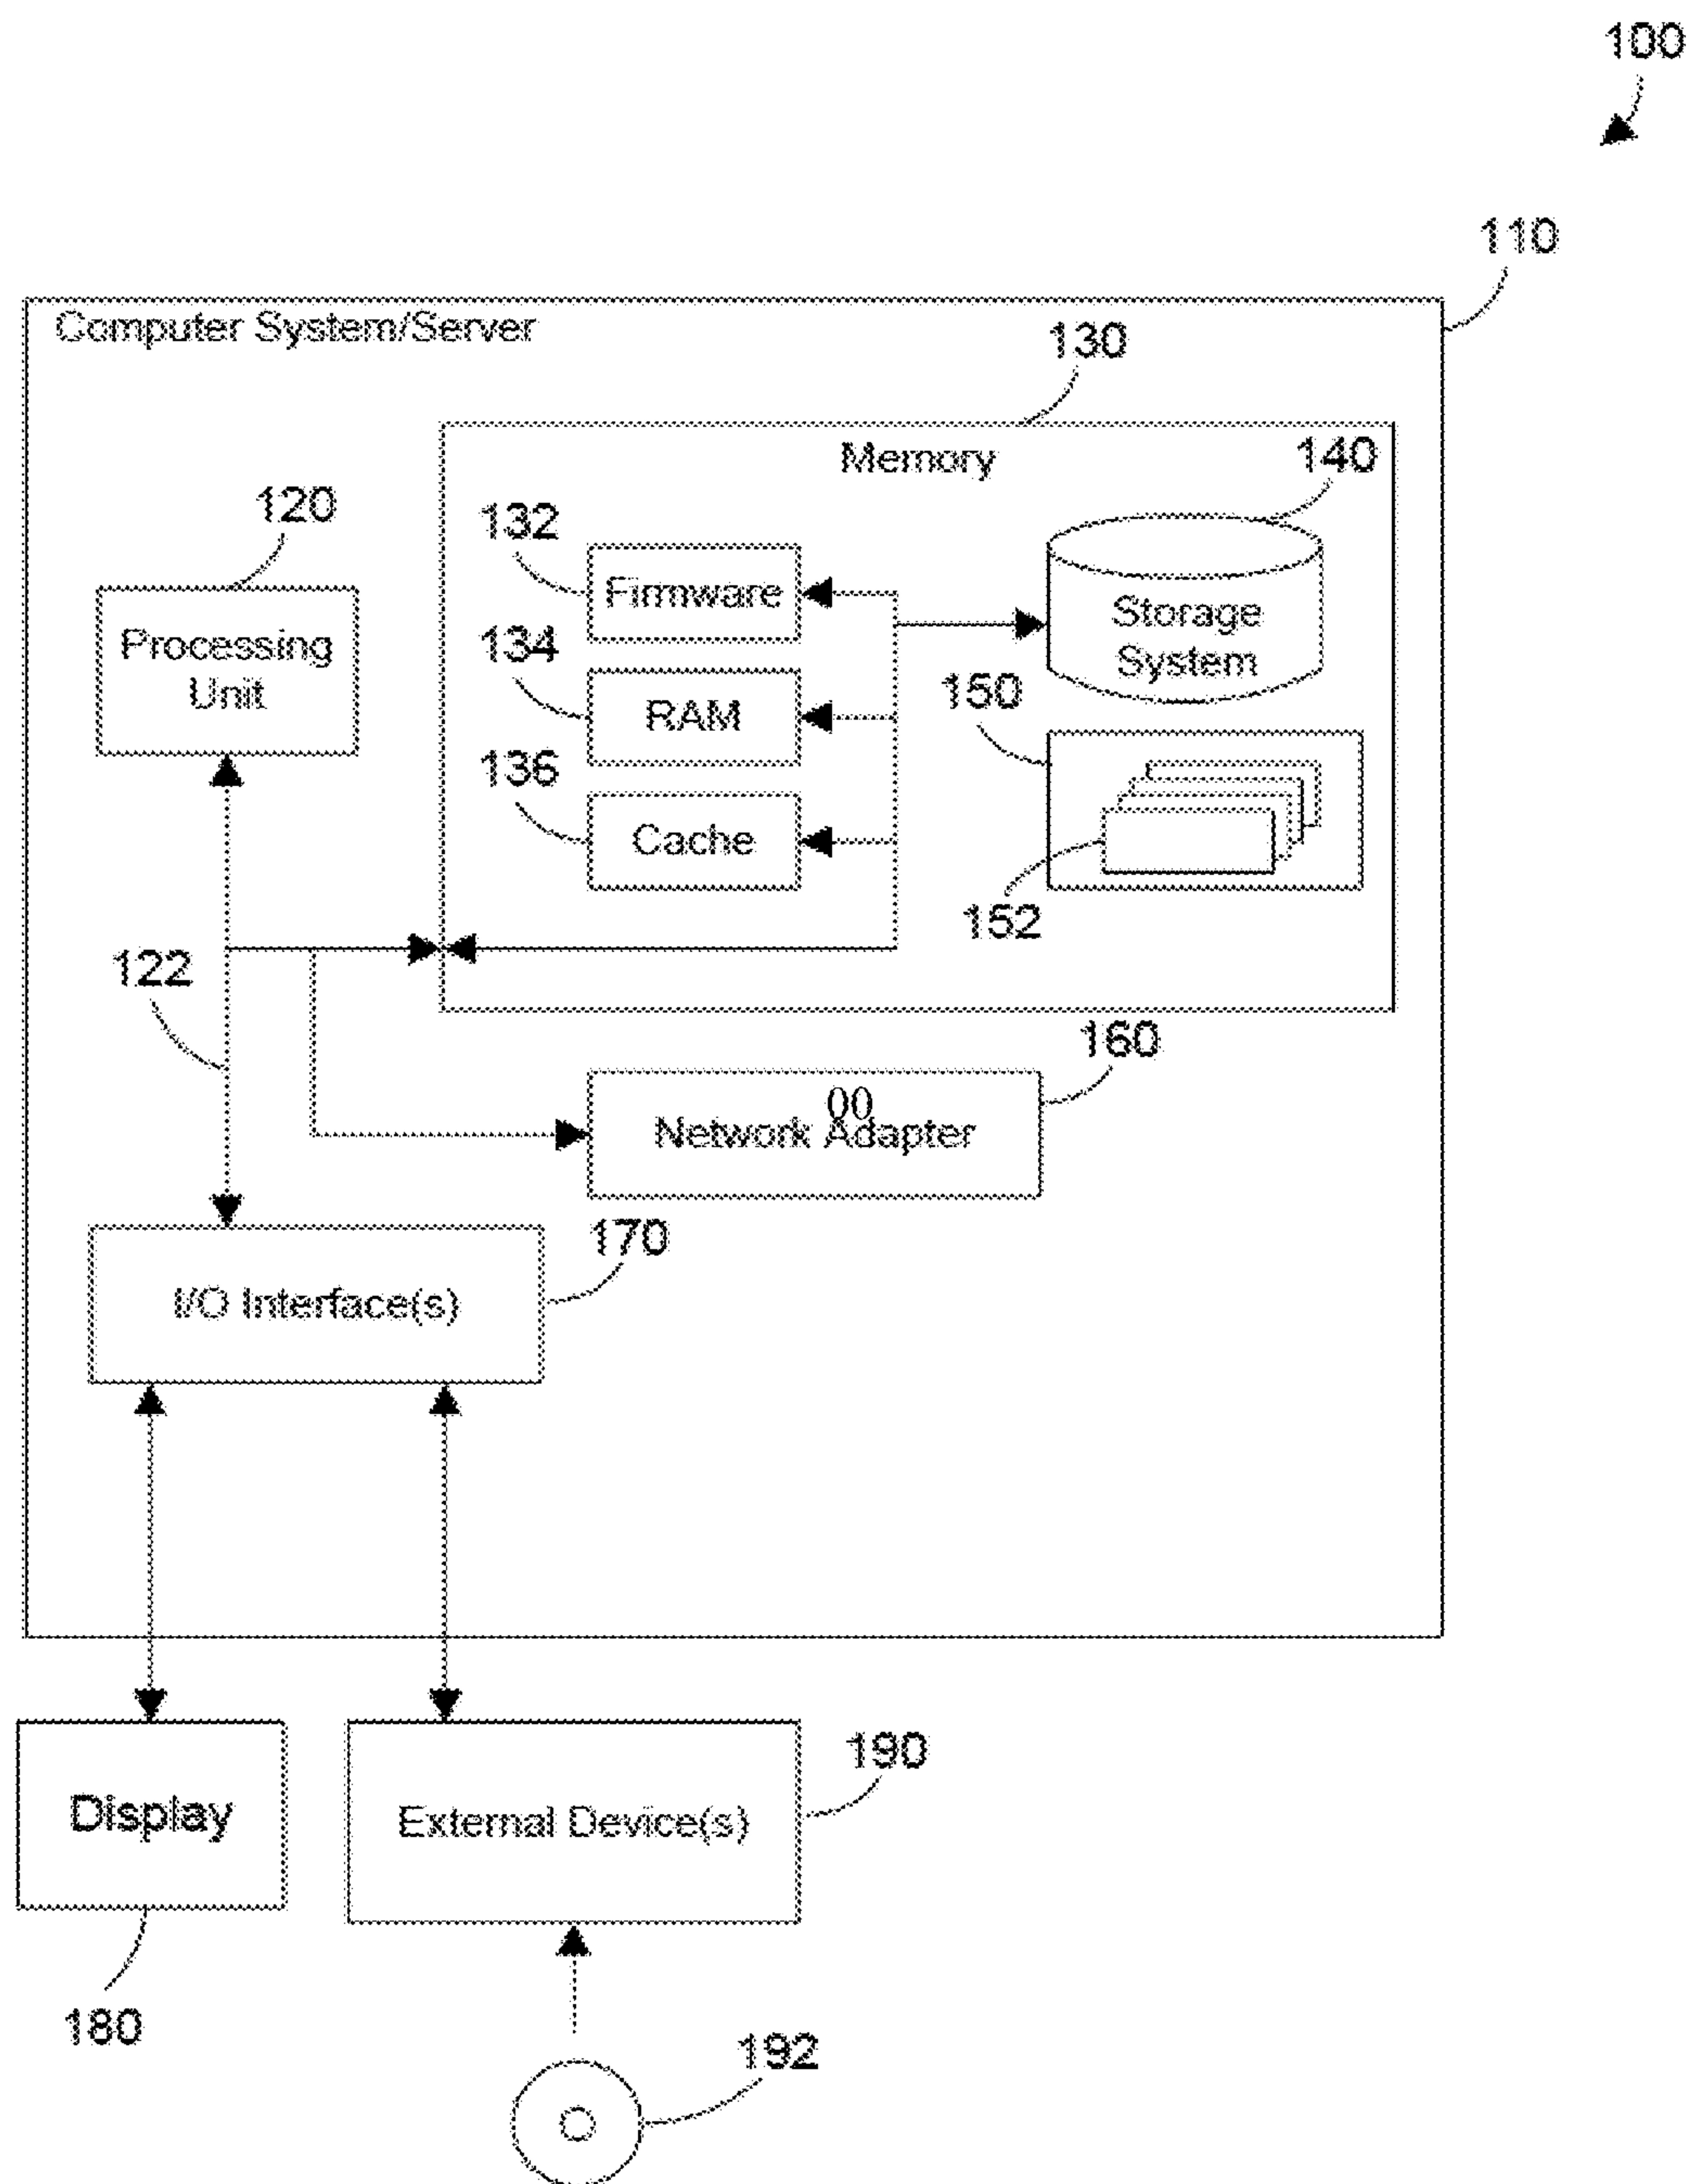 100
110
Computer System/Server
130
Memory
140
120
132
Firmware
Storage
System
Processing
Unit
134
RAM
150
136
Cache
152
122
160
00
Network Adapter
170
I/O Interface(s)
190
Display
External Device(s)
180
192